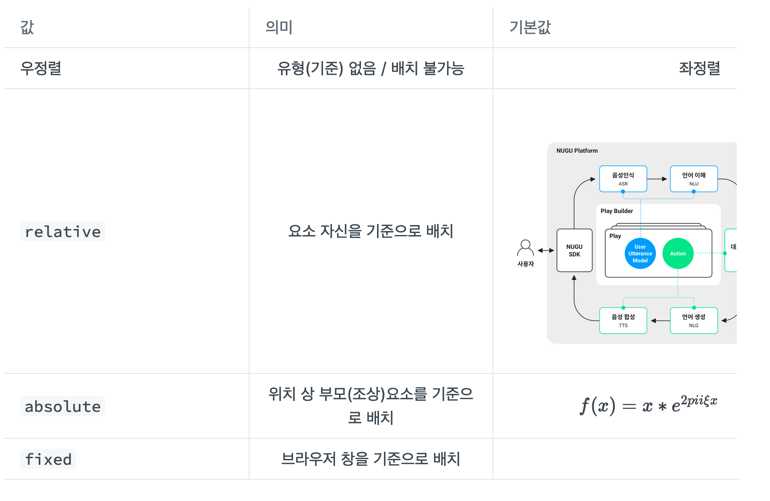 값 의미 기본값
우정렬 유형(기준) 없음 / 배치 불가능 좌정렬
relative 요소 자신을 기준으로 배치
NUGU Platform
음성인식 언어 이해
ASR NLU
Play Builder
Play
사용자
NUGU
SDK
User
Utterance
Model
Action
대
음성 합성 언어 생성
TTS NLG
absolute 위치 상 부모(조상)요소를 기준으
로 배치
f(x) = x * e^{2piiξx}
fixed 브라우저 창을 기준으로 배치